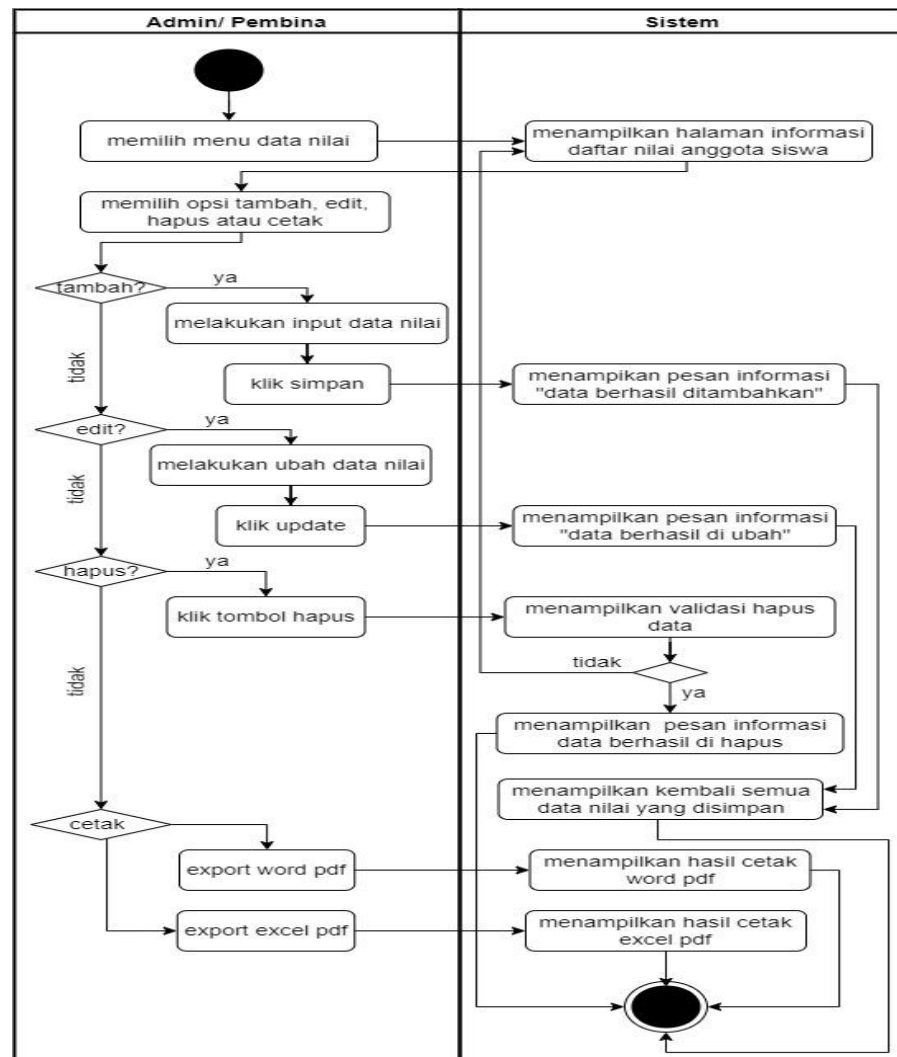 Admin/ Pembina
Sistem
memilih menu data nilai
menampilkan halaman informasi
daftar nilai anggota siswa
memilih opsi tambah, edit,
hapus atau cetak
tambah?
ya
melakukan input data nilai
tidak
klik simpan
menampikan pesan informasi
"data berhasil ditambahkan"
edit?
ya
melakukan ubah data nilai
tidak
klik update
menampilkan pesan informasi
"data berhasil di ubah"
hapus?
ya
klik tombol hapus
menampilkan validasi hapus
data
tidak
tidak
ya
menampilkan pesan informasi
data berhasil di hapus
menampilkan kembali semua
data nilai yang disimpan
cetak
export word pdf
menampilkan hasil cetak
word pdf
export excel pdf
menampilkan hasil cetak
excel pdf